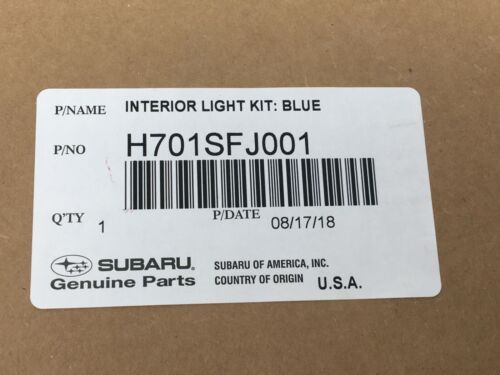 P/NAME INTERIOR LIGHT KIT: BLUE
P/NO H701SFJ001
Q'TY 1 P/DATE 08/17/18
SUBARU. SUBARU OF AMERICA, INC.
Genuine Parts COUNTRY OF ORIGIN U.S.A.